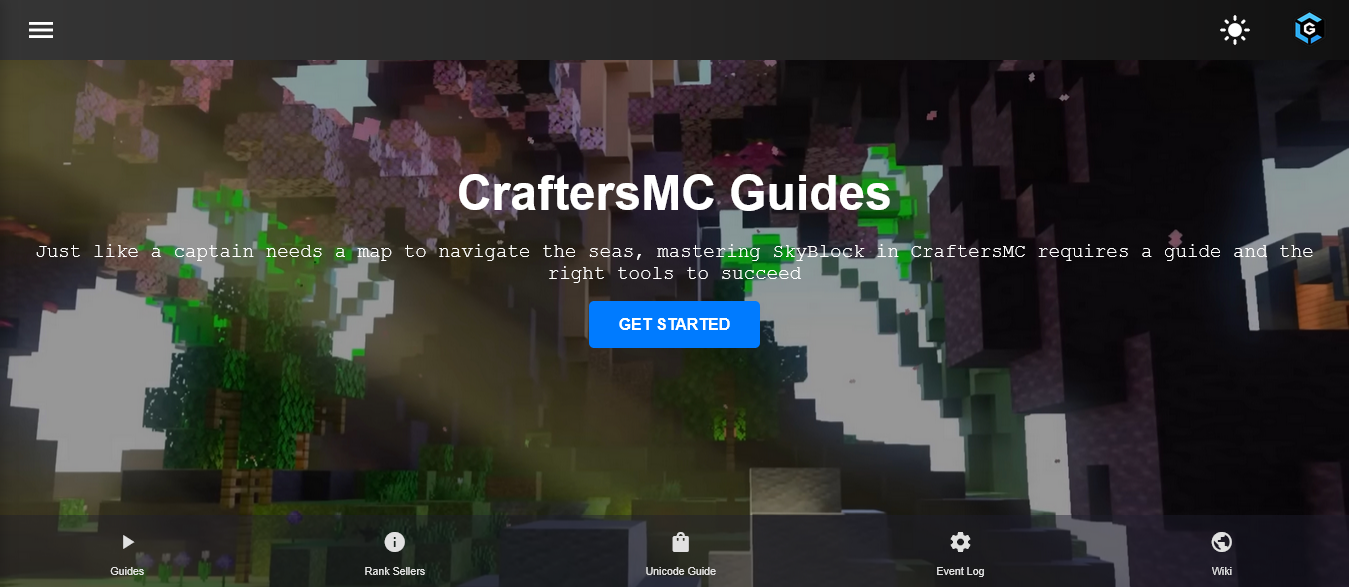 G
CraftersMC Guides
Just like a captain needs a map to navigate the seas, mastering SkyBlock in CraftersMC requires a guide and the
right tools to succeed
GET STARTED
Guides
Rank Sellers
Unicode Guide
Event Log
Wiki